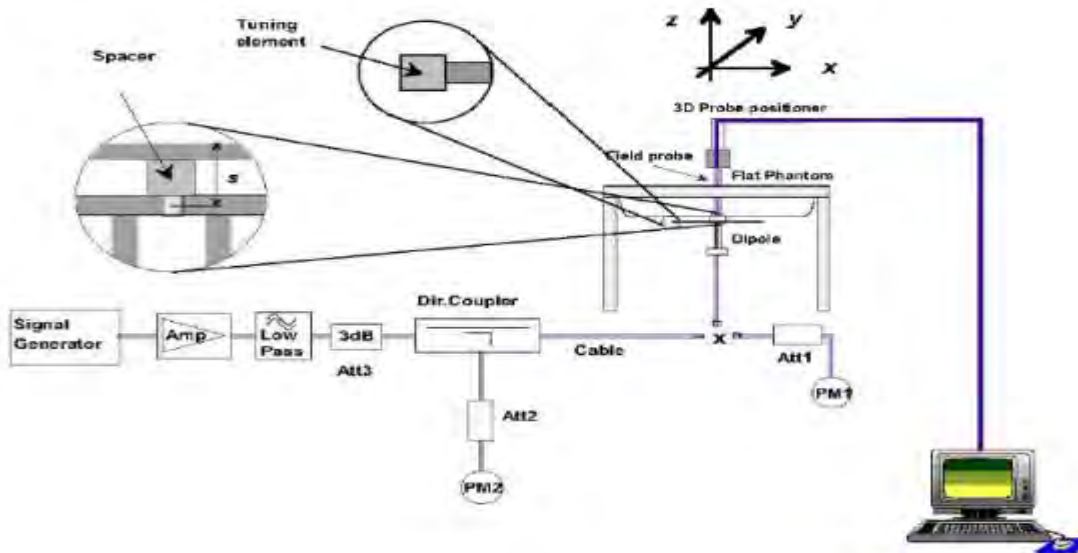 Tuning
element
Spacer
s
z
y
x
3D Probe positioner
Field probe
Flat Phantom
Dipole
Signal
Generator
Amp
Low
Pass
3dB
Att3
Dir.Coupler
Cable
X
Att1
PM1
Att2
PM2